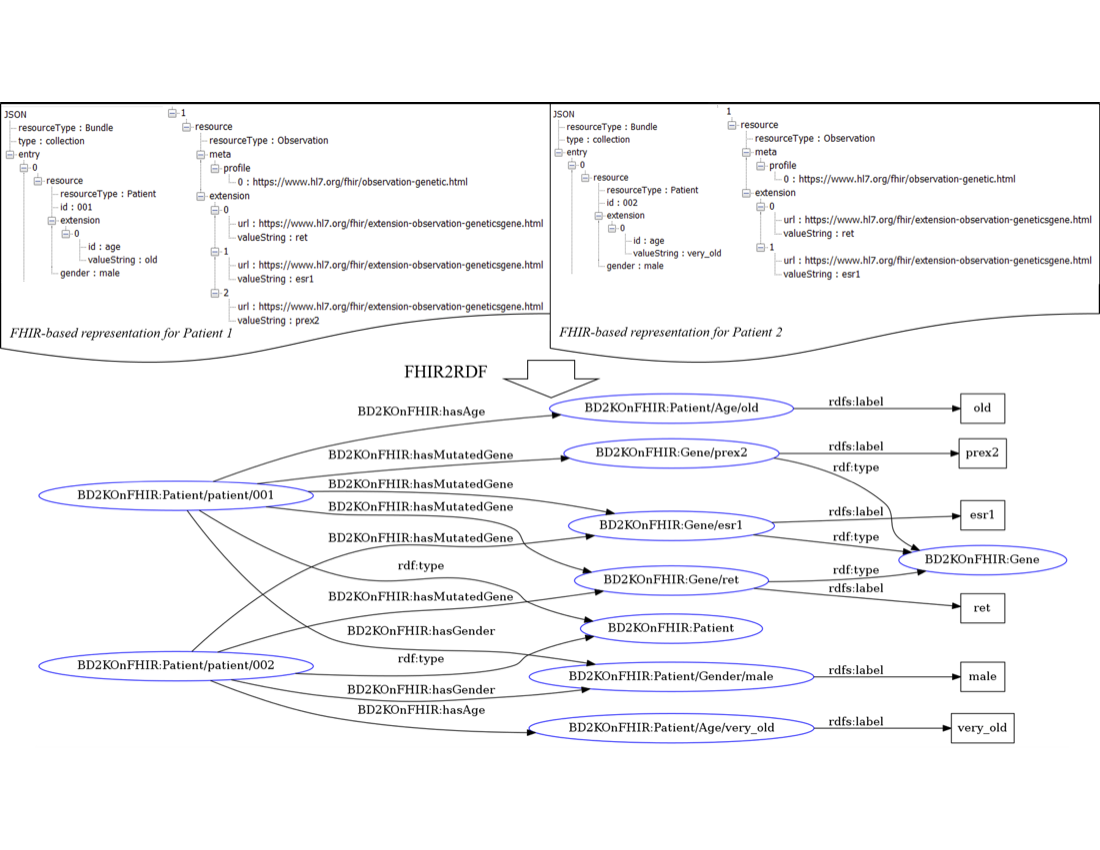 JSON
resourceType : Bundle
type : collection
entry
0
resource
resourceType : Patient
id : 001
extension
0
id : age
valueString : old
gender : male
1
resource
resourceType : Observation
meta
profile
0 : https://www.hl7.org/fhir/observation-genetic.html
extension
0
url : https://www.hl7.org/fhir/extension-observation-geneticsgene.html
valueString : ret
1
url : https://www.hl7.org/fhir/extension-observation-geneticsgene.html
valueString : esr1
2
url : https://www.hl7.org/fhir/extension-observation-geneticsgene.html
valueString : prex2
FHIR-based representation for Patient 1
JSON
resourceType : Bundle
type : collection
entry
0
resource
resourceType : Patient
id : 002
extension
0
id : age
valueString : very_old
gender : male
1
resource
resourceType : Observation
meta
profile
0 : https://www.hl7.org/fhir/observation-genetic.html
extension
0
url : https://www.hl7.org/fhir/extension-observation-geneticsgene.html
valueString : ret
1
url : https://www.hl7.org/fhir/extension-observation-geneticsgene.html
valueString : esr1
FHIR-based representation for Patient 2
FHIR2RDF
BD2KOnFHIR:hasAge
BD2KOnFHIR:Patient/Age/old
rdfs:label
old
BD2KOnFHIR:hasMutatedGene
BD2KOnFHIR:Gene/prex2
rdfs:label
prex2
rdf:type
BD2KOnFHIR:Patient/patient/001
BD2KOnFHIR:hasMutatedGene
BD2KOnFHIR:hasMutatedGene
BD2KOnFHIR:Gene/esr1
rdfs:label
esr1
BD2KOnFHIR:hasMutatedGene
rdf:type
BD2KOnFHIR:Gene
rdf:type
BD2KOnFHIR:Gene/ret
rdf:type
rdfs:label
ret
BD2KOnFHIR:hasMutatedGene
BD2KOnFHIR:hasGender
BD2KOnFHIR:Patient
BD2KOnFHIR:Patient/patient/002
rdf:type
BD2KOnFHIR:Patient/Gender/male
rdfs:label
male
BD2KOnFHIR:hasGender
BD2KOnFHIR:hasAge
BD2KOnFHIR:Patient/Age/very_old
rdfs:label
very_old